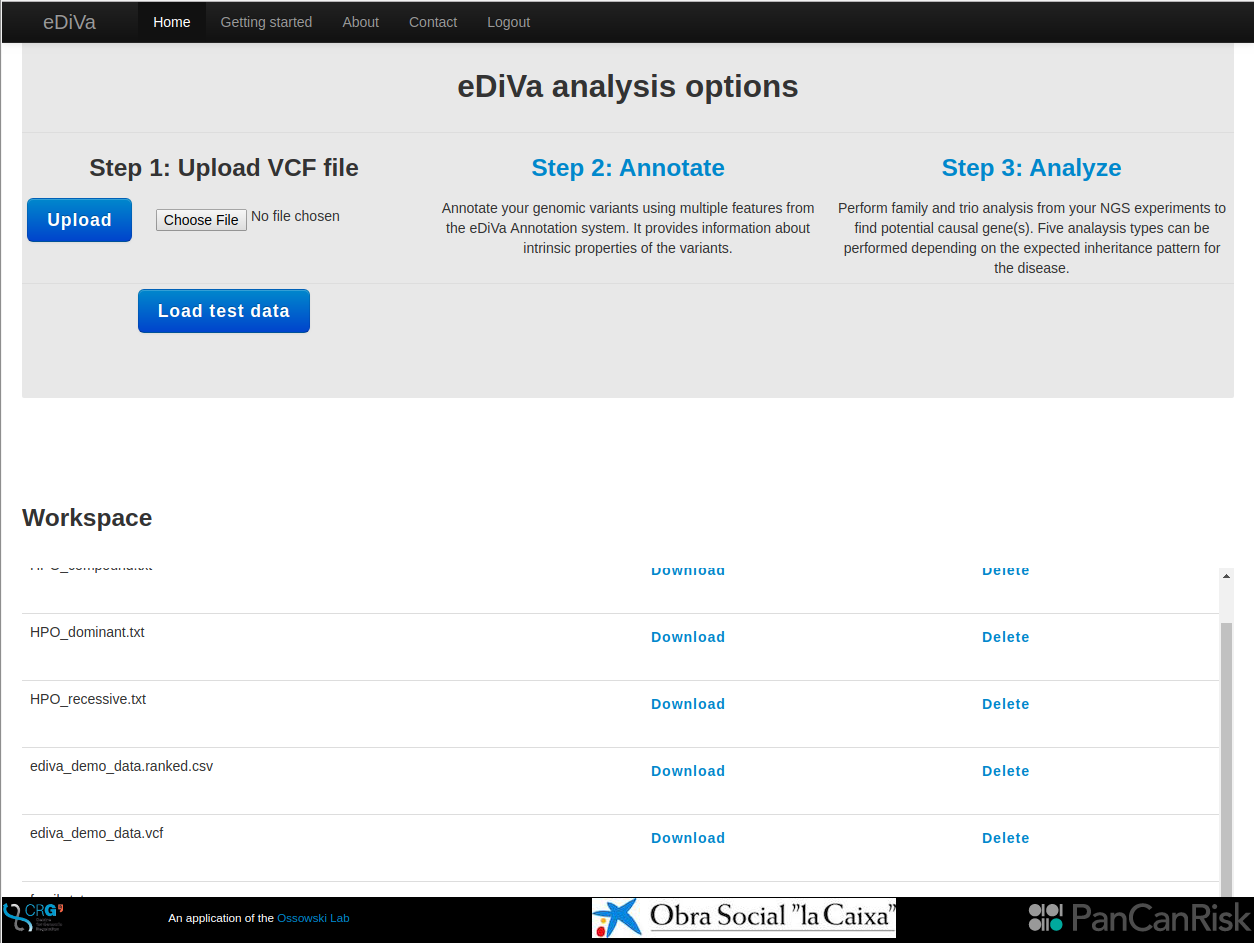 eDiVa Home Getting started About Contact Logout
eDiVa analysis options
Step 1: Upload VCF file
Upload Choose File No file chosen
Load test data
Step 2: Annotate
Annotate your genomic variants using multiple features from
the eDiVa Annotation system. It provides information about
intrinsic properties of the variants.
Step 3: Analyze
Perform family and trio analysis from your NGS experiments to
find potential causal gene(s). Five analaysis types can be
performed depending on the expected inheritance pattern for
the disease.
Workspace
HPO_compound.txt Download Delete
HPO_dominant.txt Download Delete
HPO_recessive.txt Download Delete
ediva_demo_data.ranked.csv Download Delete
ediva_demo_data.vcf Download Delete
CRG
An application of the Ossowski Lab
Obra Social "la Caixa"
PanCanRisk